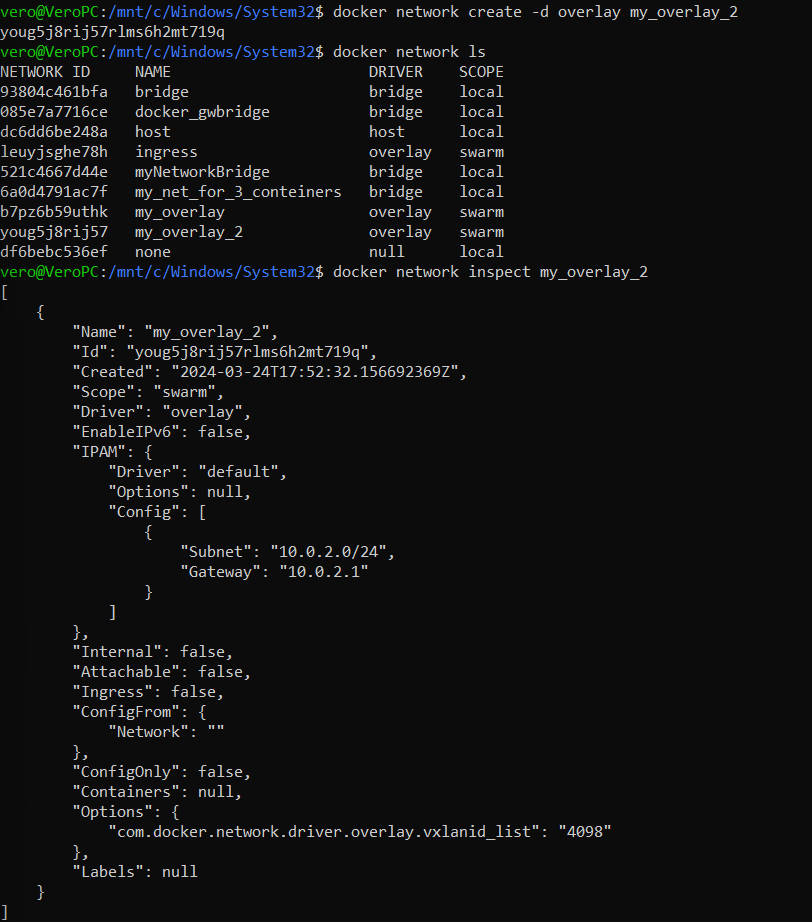 vero@VeroPC:/mnt/c/Windows/System32$ docker network create -d overlay my_overlay_2
youg5j8rij57rlms6h2mt719q
vero@VeroPC:/mnt/c/Windows/System32$ docker network ls
NETWORK ID     NAME                      DRIVER    SCOPE
93804c461bfa   bridge                    bridge    local
085e7a7716ce   docker_gwbridge           bridge    local
dc6dd6be248a   host                      host      local
leuyjsghe78h   ingress                   overlay   swarm
521c4667d44e   myNetworkBridge           bridge    local
6a0d4791ac7f   my_net_for_3_conteiners   bridge    local
b7pz6b59uthk   my_overlay                overlay   swarm
youg5j8rij57   my_overlay_2              overlay   swarm
df6bebc536ef   none                      null      local
vero@VeroPC:/mnt/c/Windows/System32$ docker network inspect my_overlay_2
[
    {
        "Name": "my_overlay_2",
        "Id": "youg5j8rij57rlms6h2mt719q",
        "Created": "2024-03-24T17:52:32.156692369Z",
        "Scope": "swarm",
        "Driver": "overlay",
        "EnableIPv6": false,
        "IPAM": {
            "Driver": "default",
            "Options": null,
            "Config": [
                {
                    "Subnet": "10.0.2.0/24",
                    "Gateway": "10.0.2.1"
                }
            ]
        },
        "Internal": false,
        "Attachable": false,
        "Ingress": false,
        "ConfigFrom": {
            "Network": ""
        },
        "ConfigOnly": false,
        "Containers": null,
        "Options": {
            "com.docker.network.driver.overlay.vxlanid_list": "4098"
        },
        "Labels": null
    }
]